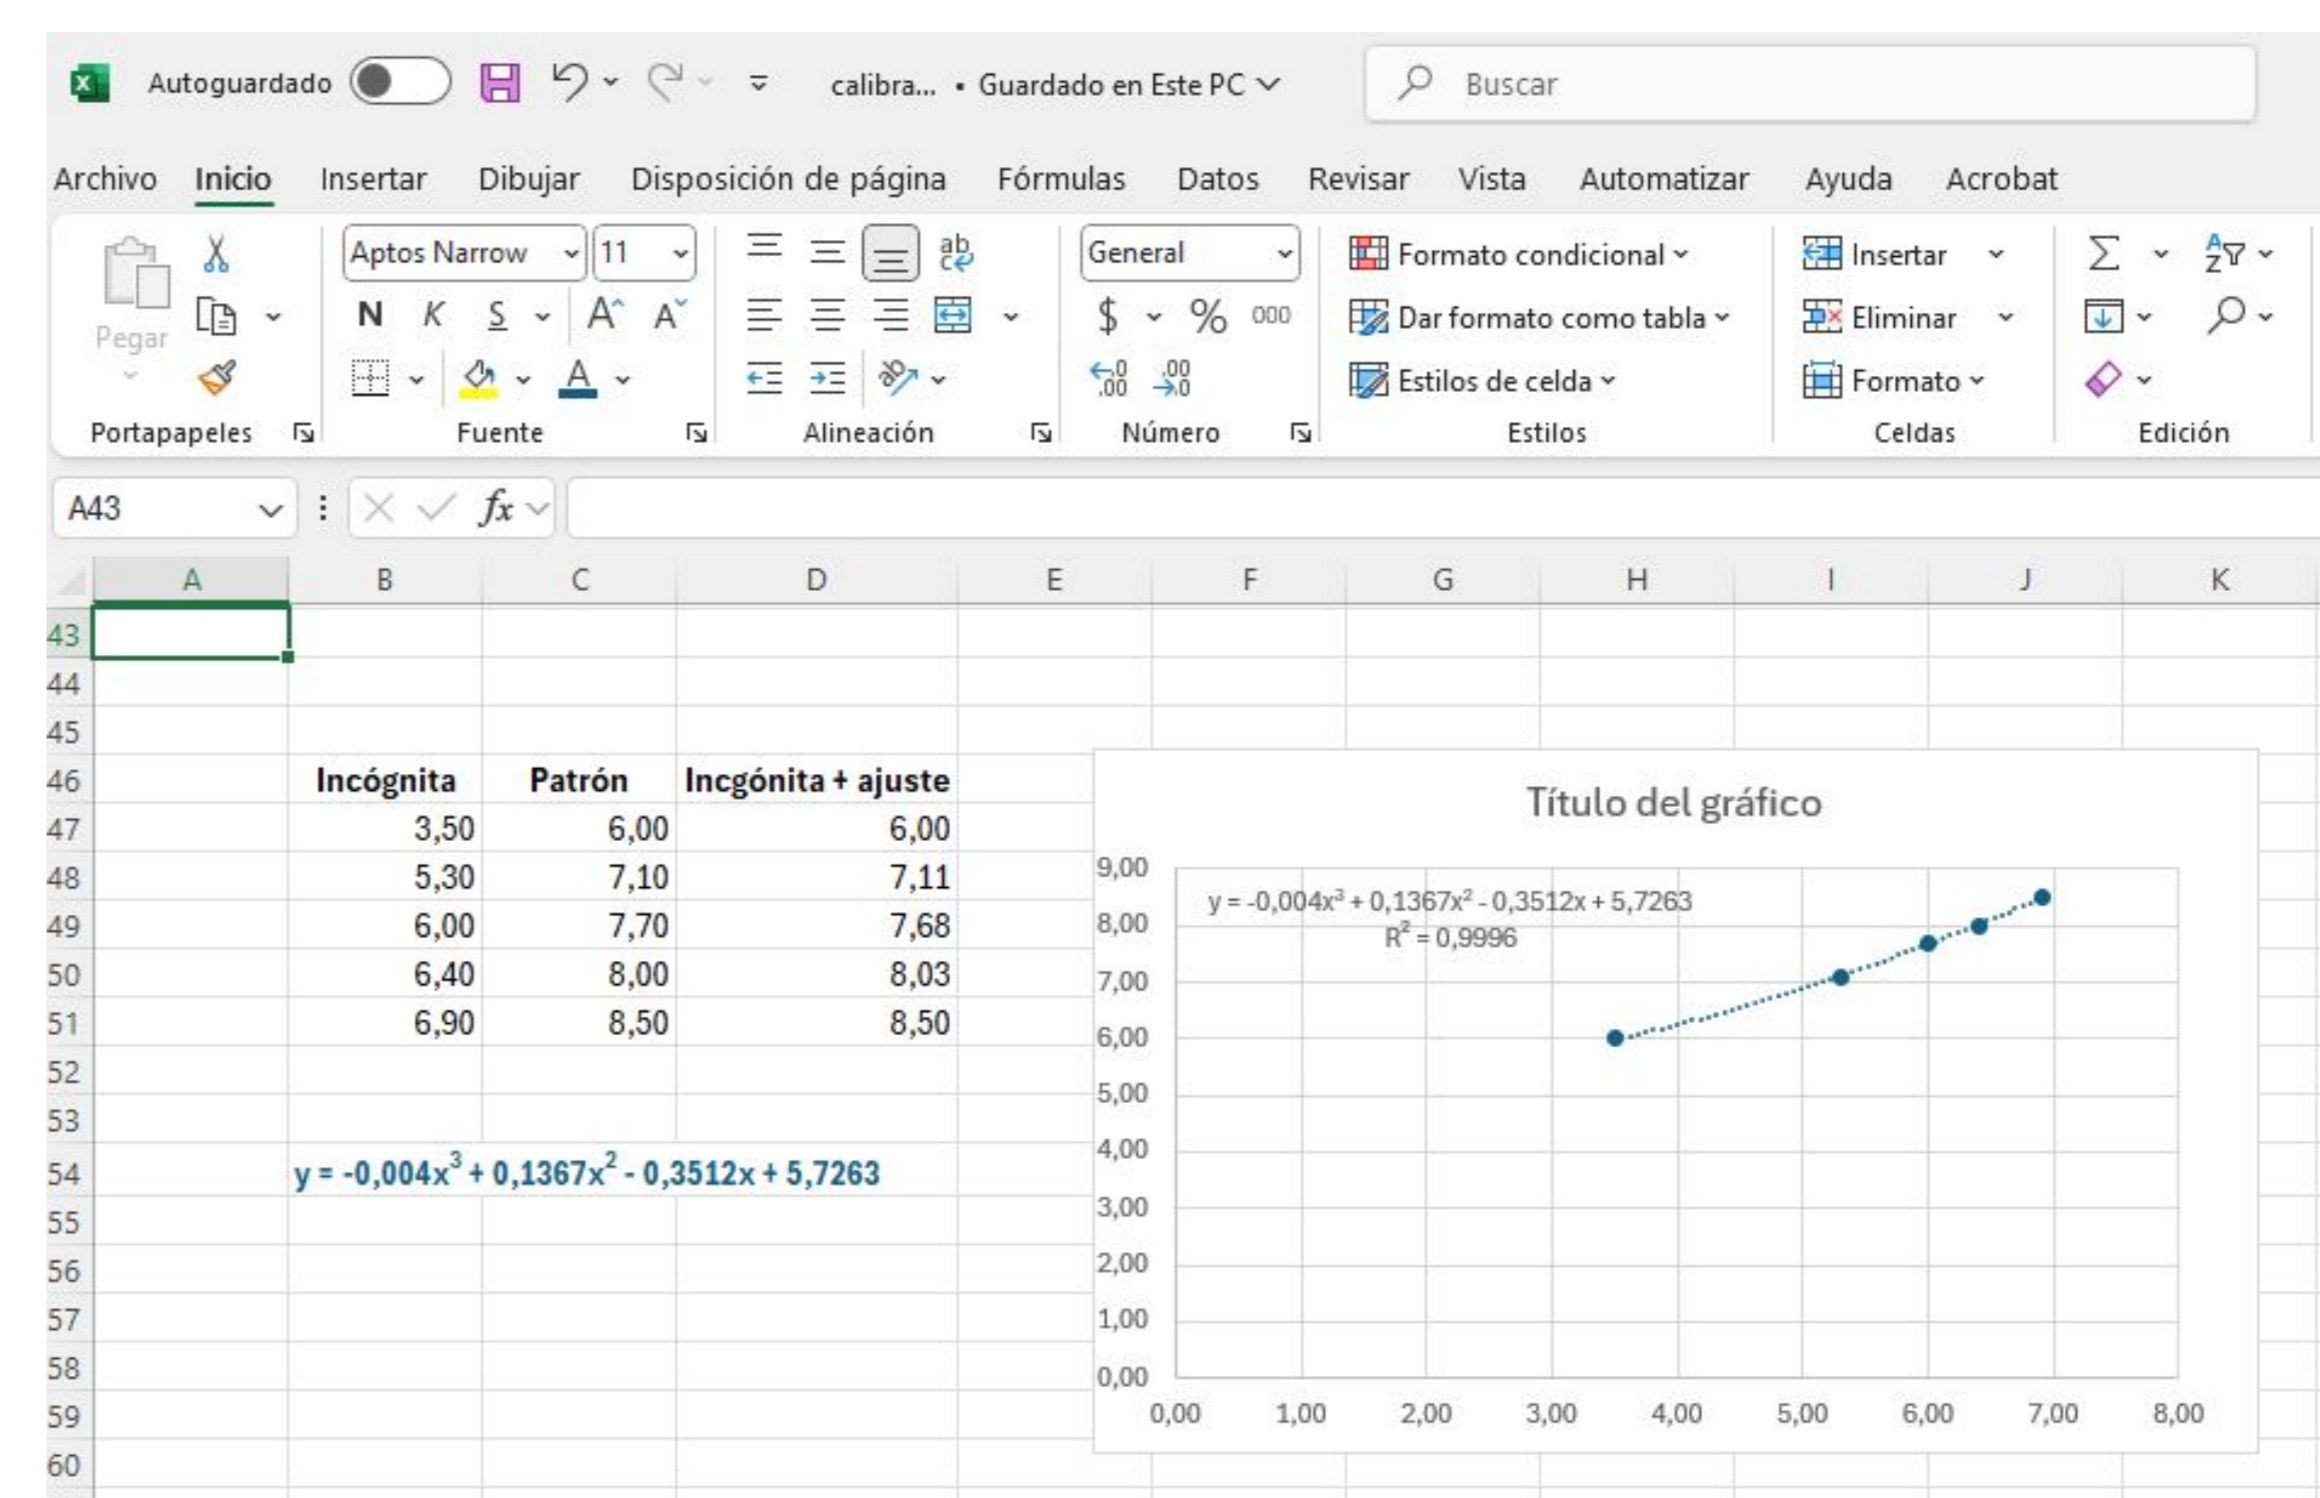 Autoguardado
calibra... • Guardado en Este PC
Buscar
Archivo Inicio Insertar Dibujar Disposición de página Fórmulas Datos Revisar Vista Automatizar Ayuda Acrobat
Pegar
Aptos Narrow 11
N K S A A
A
ab
General
$ % 000
Formato condicional
Dar formato como tabla
Estilos de celda
Insertar
Eliminar
Formato
Portapapeles Fuente Alineación Número Estilos Celdas Edición
A43 fx
A B C D E F G H I J K
43
44
45
46 Incógnita Patrón Incgónita + ajuste
47 3,50 6,00 6,00
48 5,30 7,10 7,11
49 6,00 7,70 7,68
50 6,40 8,00 8,03
51 6,90 8,50 8,50
52
53
54 y = -0,004x³ + 0,1367x² - 0,3512x + 5,7263
55
56
57
58
59
60
Título del gráfico
y = -0,004x³ + 0,1367x² - 0,3512x + 5,7263
R² = 0,9996
9,00
8,00
7,00
6,00
5,00
4,00
3,00
2,00
1,00
0,00
0,00 1,00 2,00 3,00 4,00 5,00 6,00 7,00 8,00